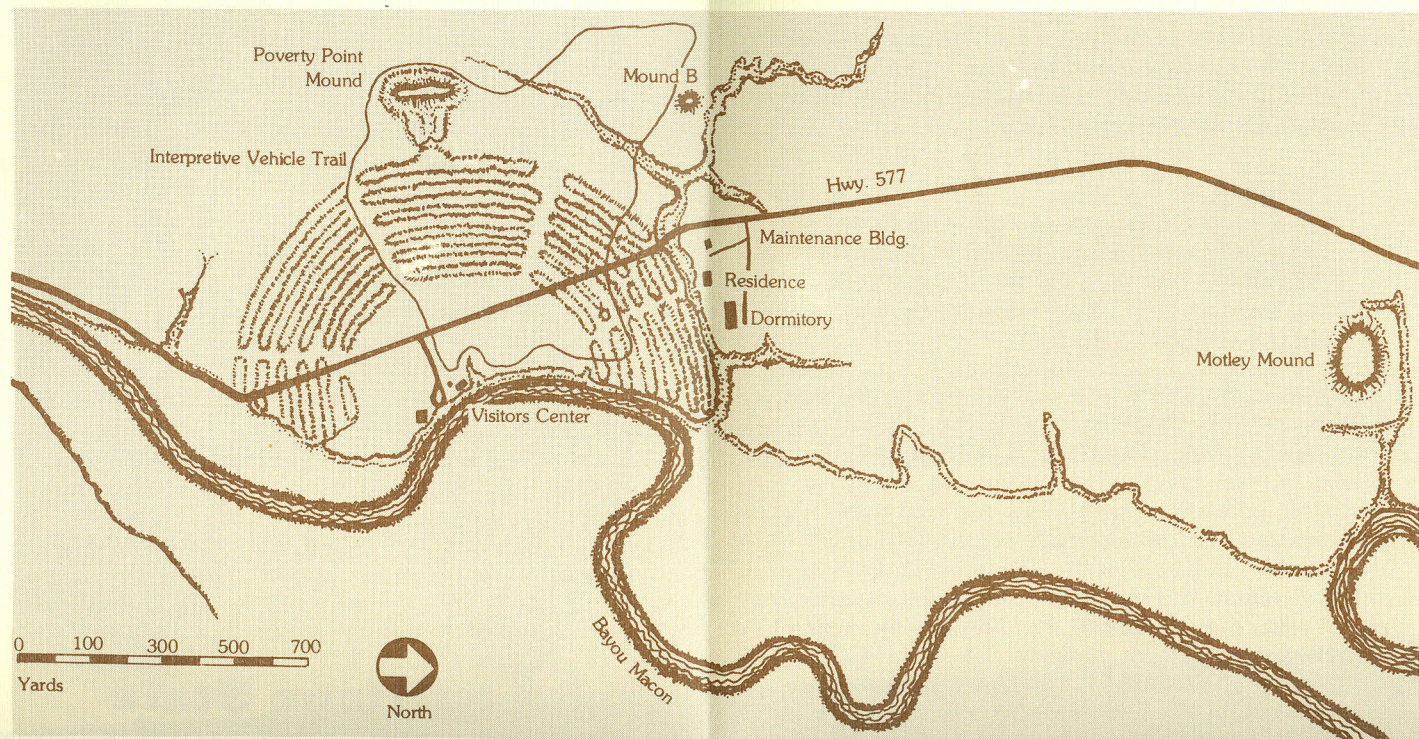 Poverty Point
Mound
Mound B
Interpretive Vehicle Trail
Hwy. 577
Maintenance Bldg.
Residence
Dormitory
Motley Mound
Visitors Center
Bayou Macon
0 100 300 500 700
Yards
North